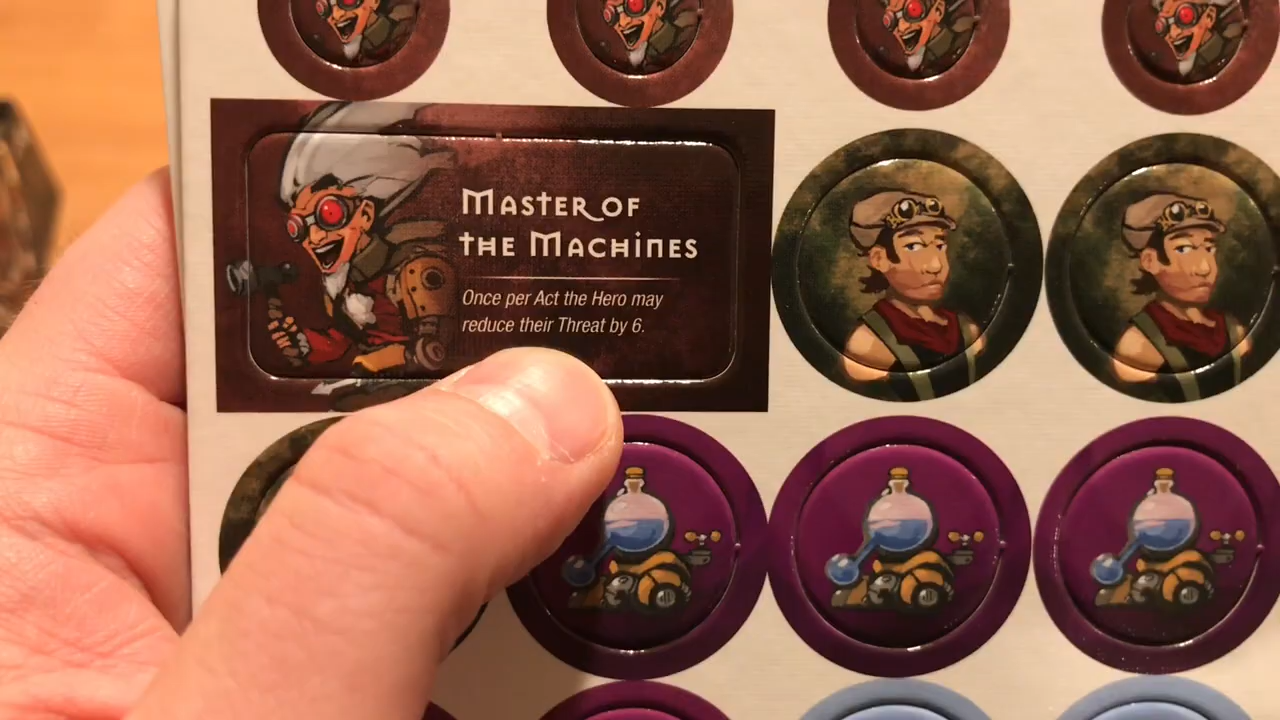 Master of
the Machines
Once per Act the Hero may
reduce their Threat by 6.